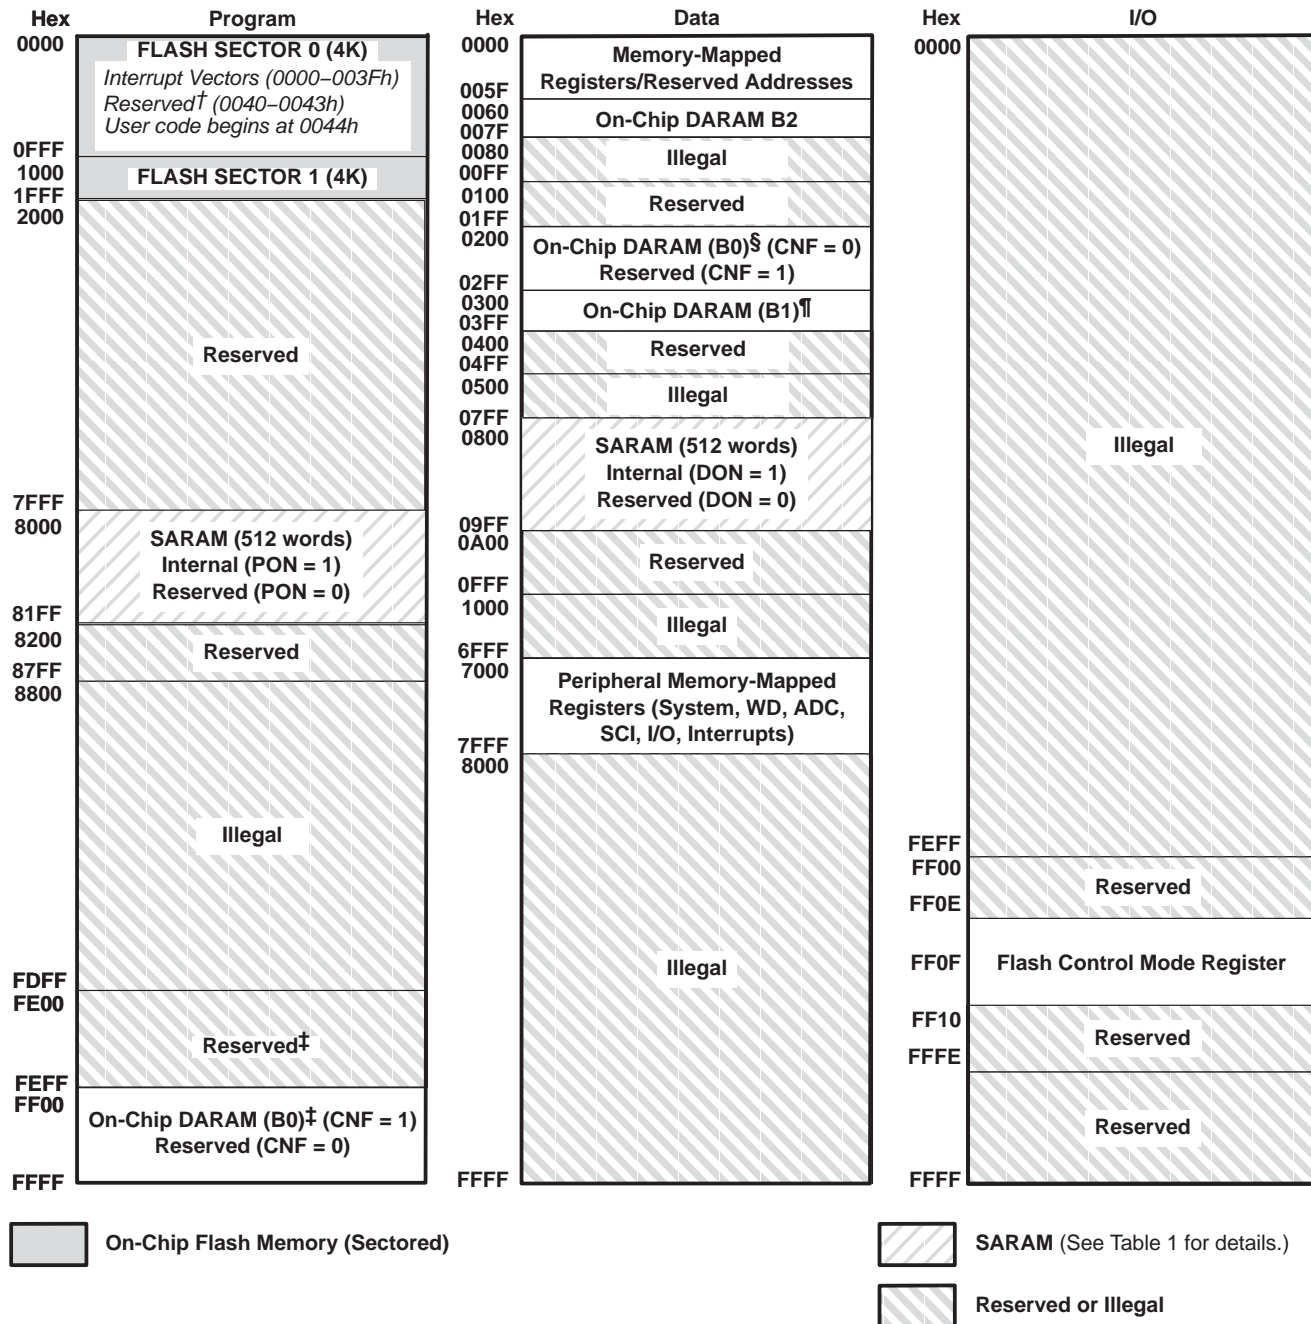 Hex Program
0000
FLASH SECTOR 0 (4K)
Interrupt Vectors (0000–003Fh)
Reserved† (0040–0043h)
User code begins at 0044h
0FFF
1000
FLASH SECTOR 1 (4K)
1FFF
2000
Reserved
7FFF
8000
SARAM (512 words)
Internal (PON = 1)
Reserved (PON = 0)
81FF
8200
Reserved
87FF
8800
Illegal
FDFF
FE00
Reserved‡
FEFF
FF00
On-Chip DARAM (B0)‡ (CNF = 1)
Reserved (CNF = 0)
FFFF
Hex Data
0000
Memory-Mapped
Registers/Reserved Addresses
005F
0060
On-Chip DARAM B2
007F
0080
Illegal
00FF
0100
Reserved
01FF
0200
On-Chip DARAM (B0)§ (CNF = 0)
Reserved (CNF = 1)
02FF
0300
On-Chip DARAM (B1)¶
03FF
0400
Reserved
04FF
0500
Illegal
07FF
0800
SARAM (512 words)
Internal (DON = 1)
Reserved (DON = 0)
09FF
0A00
Reserved
0FFF
1000
Illegal
6FFF
7000
Peripheral Memory-Mapped
Registers (System, WD, ADC,
SCI, I/O, Interrupts)
7FFF
8000
Illegal
FFFF
Hex I/O
0000
Illegal
FEFF
FF00
Reserved
FF0E
FF0F
Flash Control Mode Register
FF10
Reserved
FFFE
Reserved
FFFF
On-Chip Flash Memory (Sectored)
SARAM (See Table 1 for details.)
Reserved or Illegal